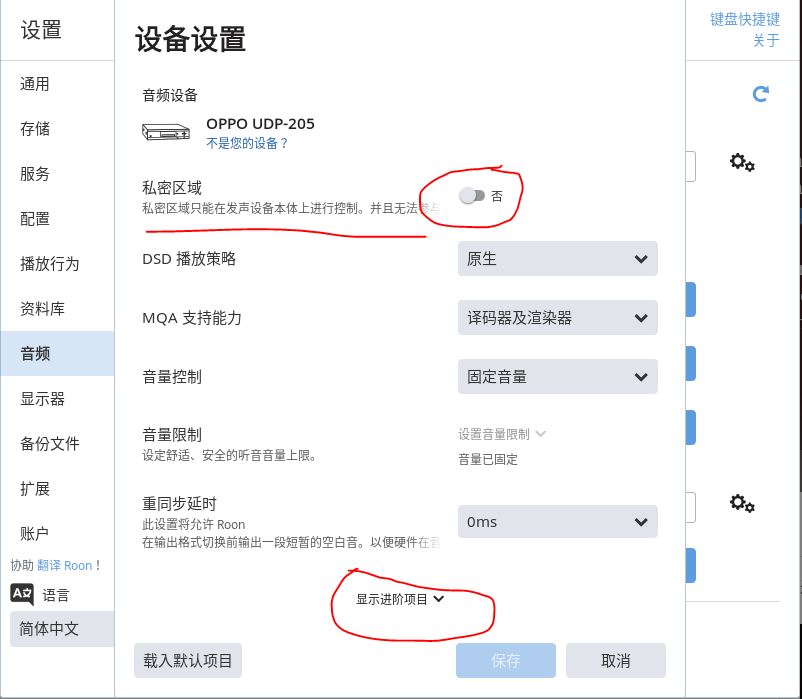 设置
通用
存储
服务
配置
播放行为
资料库
音频
显示器
备份文件
扩展
账户
协助 翻译 Roon！
语言
简体中文
设备设置
音频设备
OPPO UDP-205
不是您的设备？
私密区域
否
私密区域只能在发声设备本体上进行控制。并且无法参与
DSD 播放策略
原生
MQA 支持能力
译码器及渲染器
音量控制
固定音量
音量限制
设置音量限制
设定舒适、安全的听音音量上限。
音量已固定
重同步延时
此设置将允许 Roon
0ms
在输出格式切换前输出一段短暂的空白音。以便硬件在音
显示进阶项目
载入默认项目
保存
取消
键盘快捷键
关于